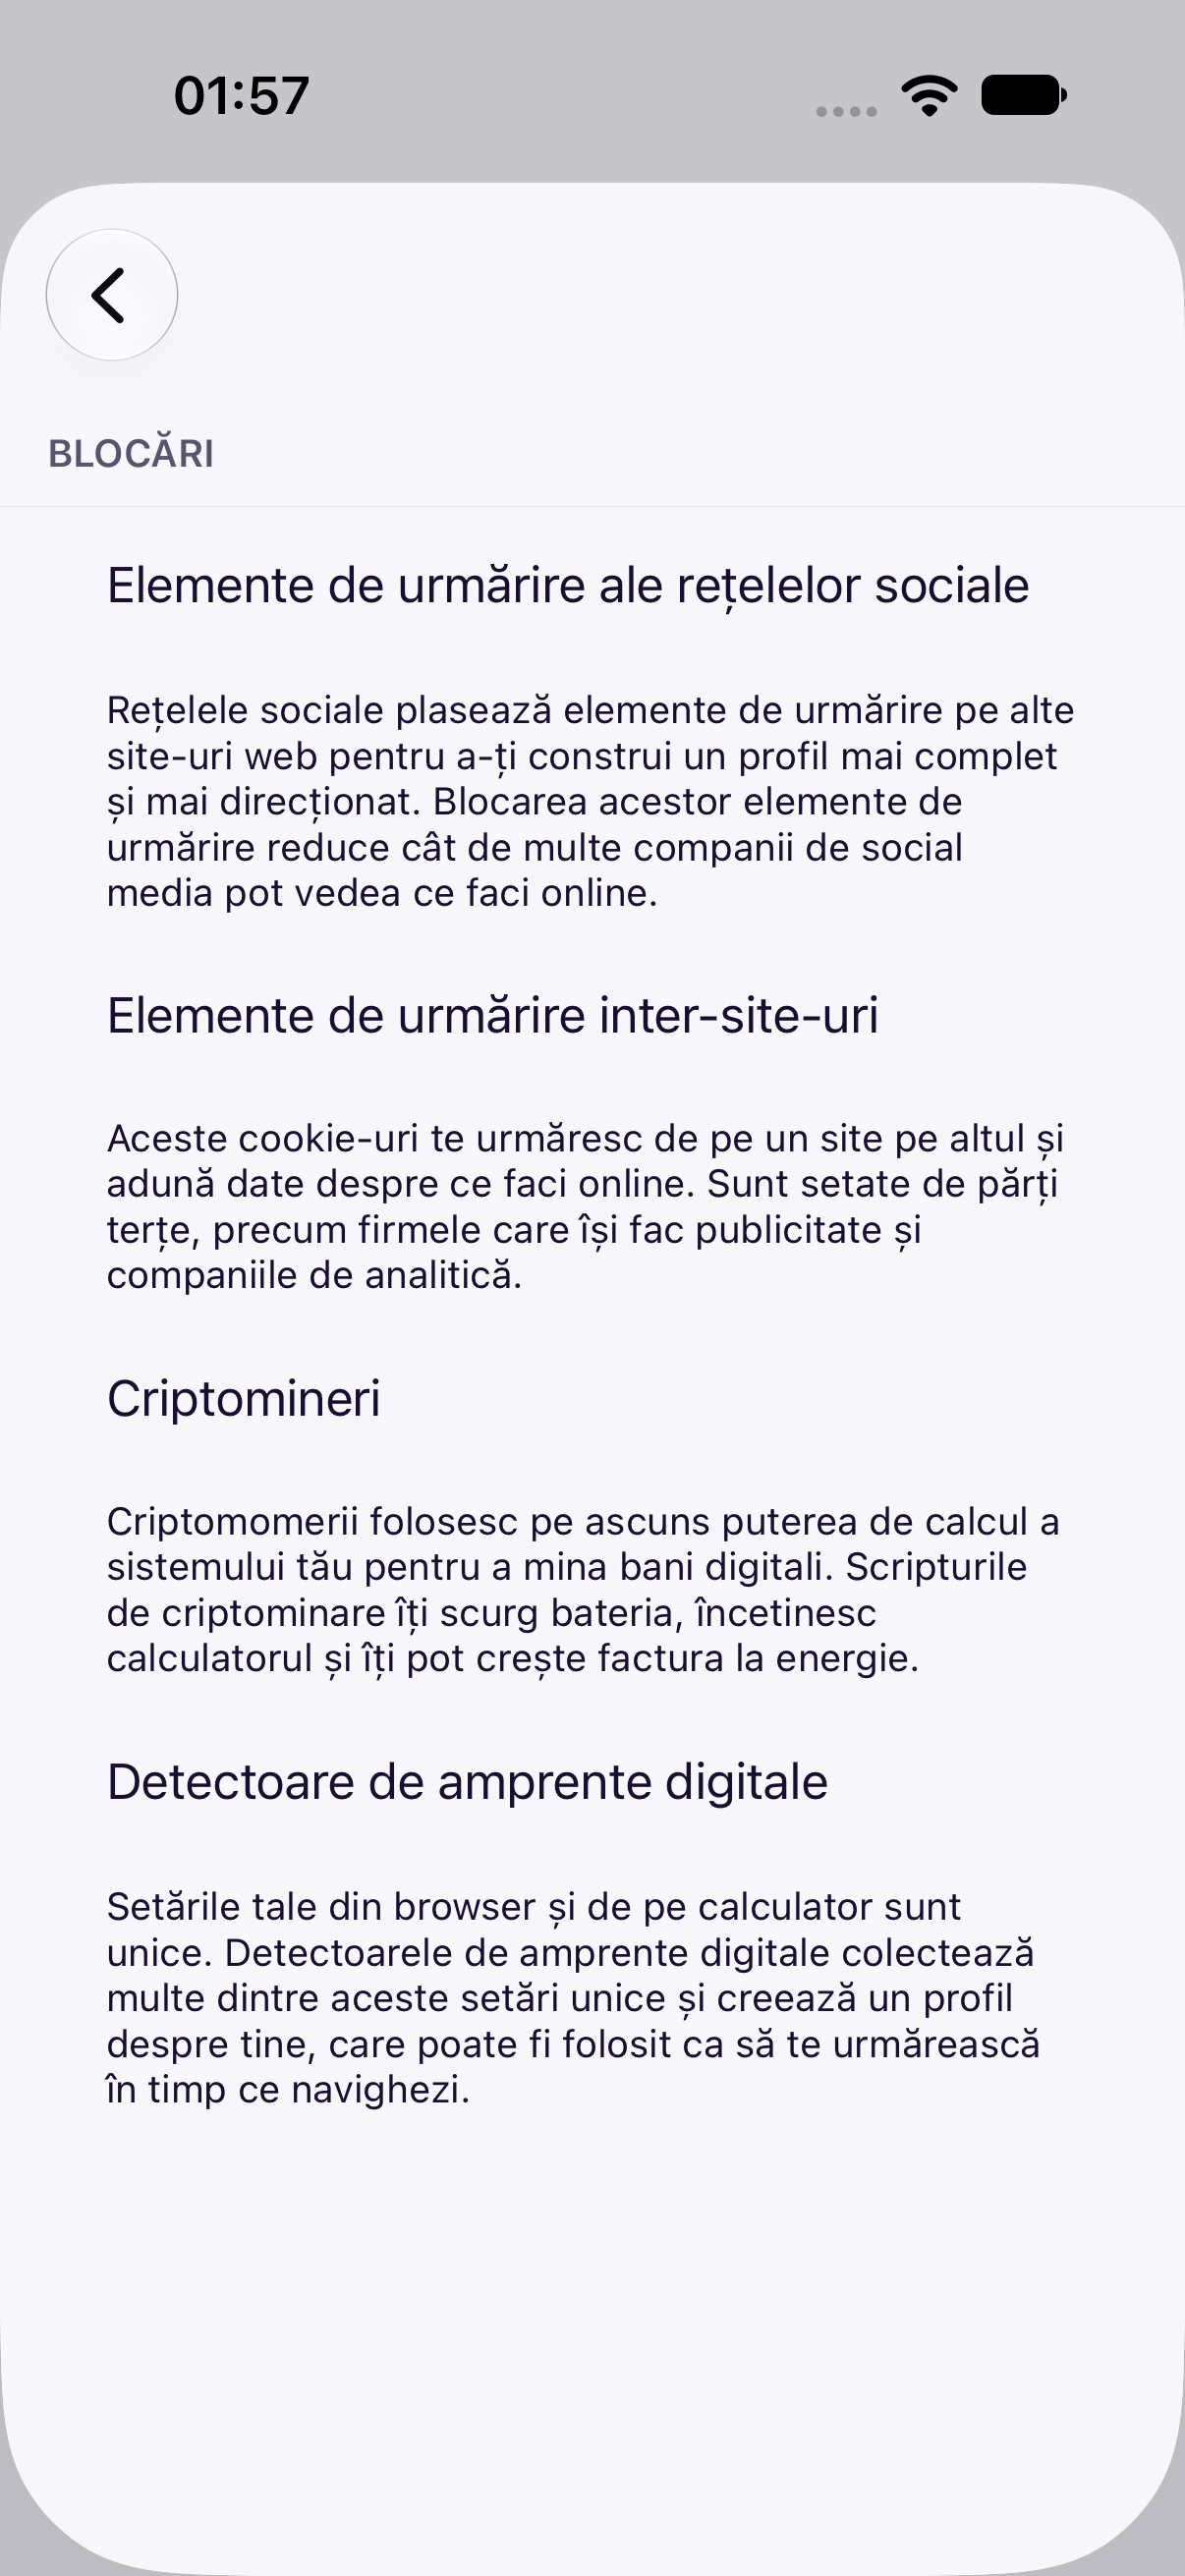 01:57
BLOCĂRI
Elemente de urmărire ale rețelelor sociale
Rețelele sociale plasează elemente de urmărire pe alte
site-uri web pentru a-ți construi un profil mai complet
și mai direcționat. Blocarea acestor elemente de
urmărire reduce cât de multe companii de social
media pot vedea ce faci online.
Elemente de urmărire inter-site-uri
Aceste cookie-uri te urmăresc de pe un site pe altul și
adună date despre ce faci online. Sunt setate de părți
terțe, precum firmele care își fac publicitate și
companiile de analitică.
Criptomineri
Criptomomerii folosesc pe ascuns puterea de calcul a
sistemului tău pentru a mina bani digitali. Scripturile
de criptominare îți scurg bateria, încetinesc
calculatorul și îți pot crește factura la energie.
Detectoare de amprente digitale
Setările tale din browser și de pe calculator sunt
unice. Detectoarele de amprente digitale colectează
multe dintre aceste setări unice și creează un profil
despre tine, care poate fi folosit ca să te urmărească
în timp ce navighezi.